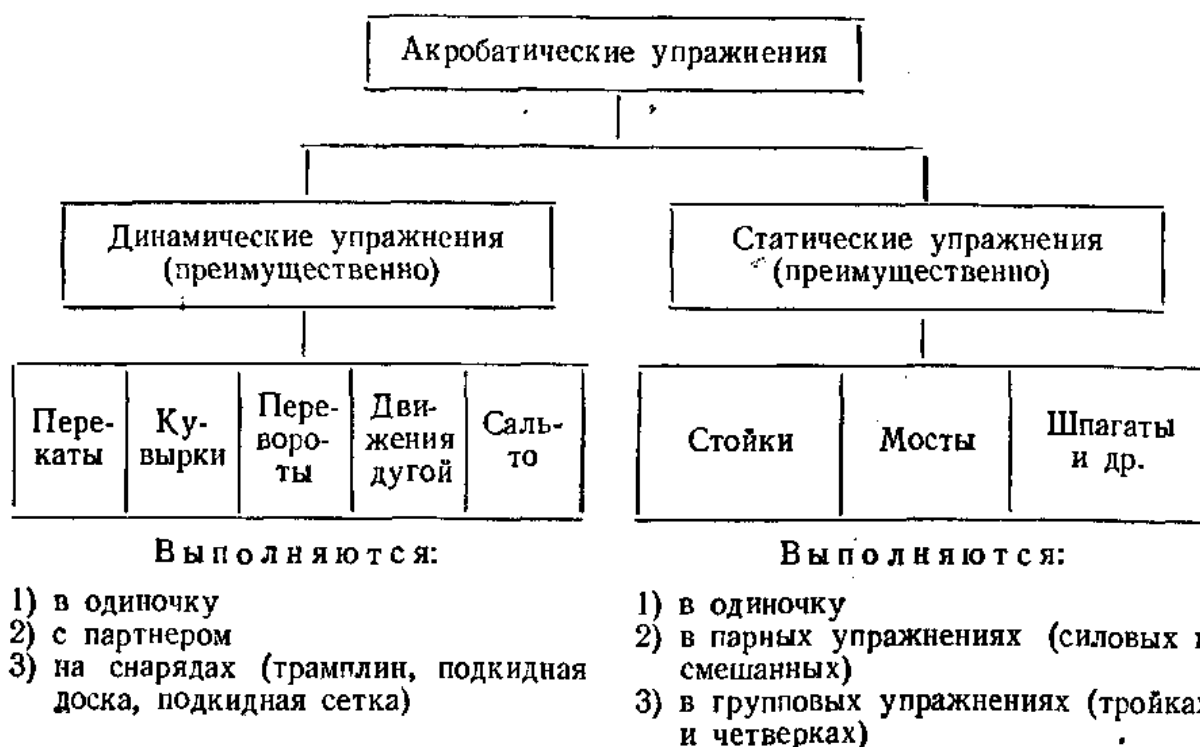 Акробатические упражнения
Динамические упражнения
(преимущественно)
Статические упражнения
(преимущественно)
Пере-
каты
Ку-
вырки
Пере-
воро-
ты
Дви-
жения
дугой
Саль-
то
Стойки
Мосты
Шпагаты
и др.
Выполняются:
1) в одиночку
2) с партнером
3) на снарядах (трамплин, подкидная
доска, подкидная сетка)
Выполняются:
1) в одиночку
2) в парных упражнениях (силовых и
смешанных)
3) в групповых упражнениях (тройках
и четверках)